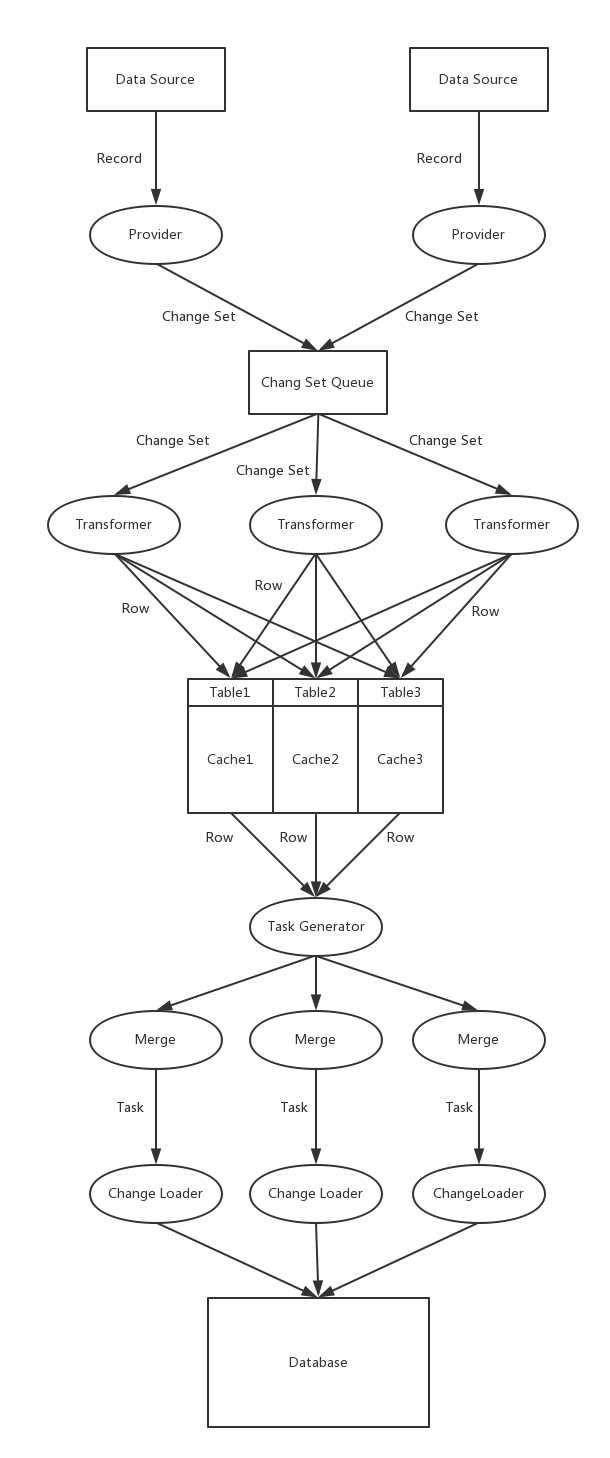 Data Source
Data Source
Record
Record
Provider
Provider
Change Set
Change Set
Chang Set Queue
Change Set
Change Set
Change Set
Transformer
Transformer
Transformer
Row
Row
Row
Table1
Table2
Table3
Cache1
Cache2
Cache3
Row
Row
Row
Task Generator
Merge
Merge
Merge
Task
Task
Task
Change Loader
Change Loader
ChangeLoader
Database